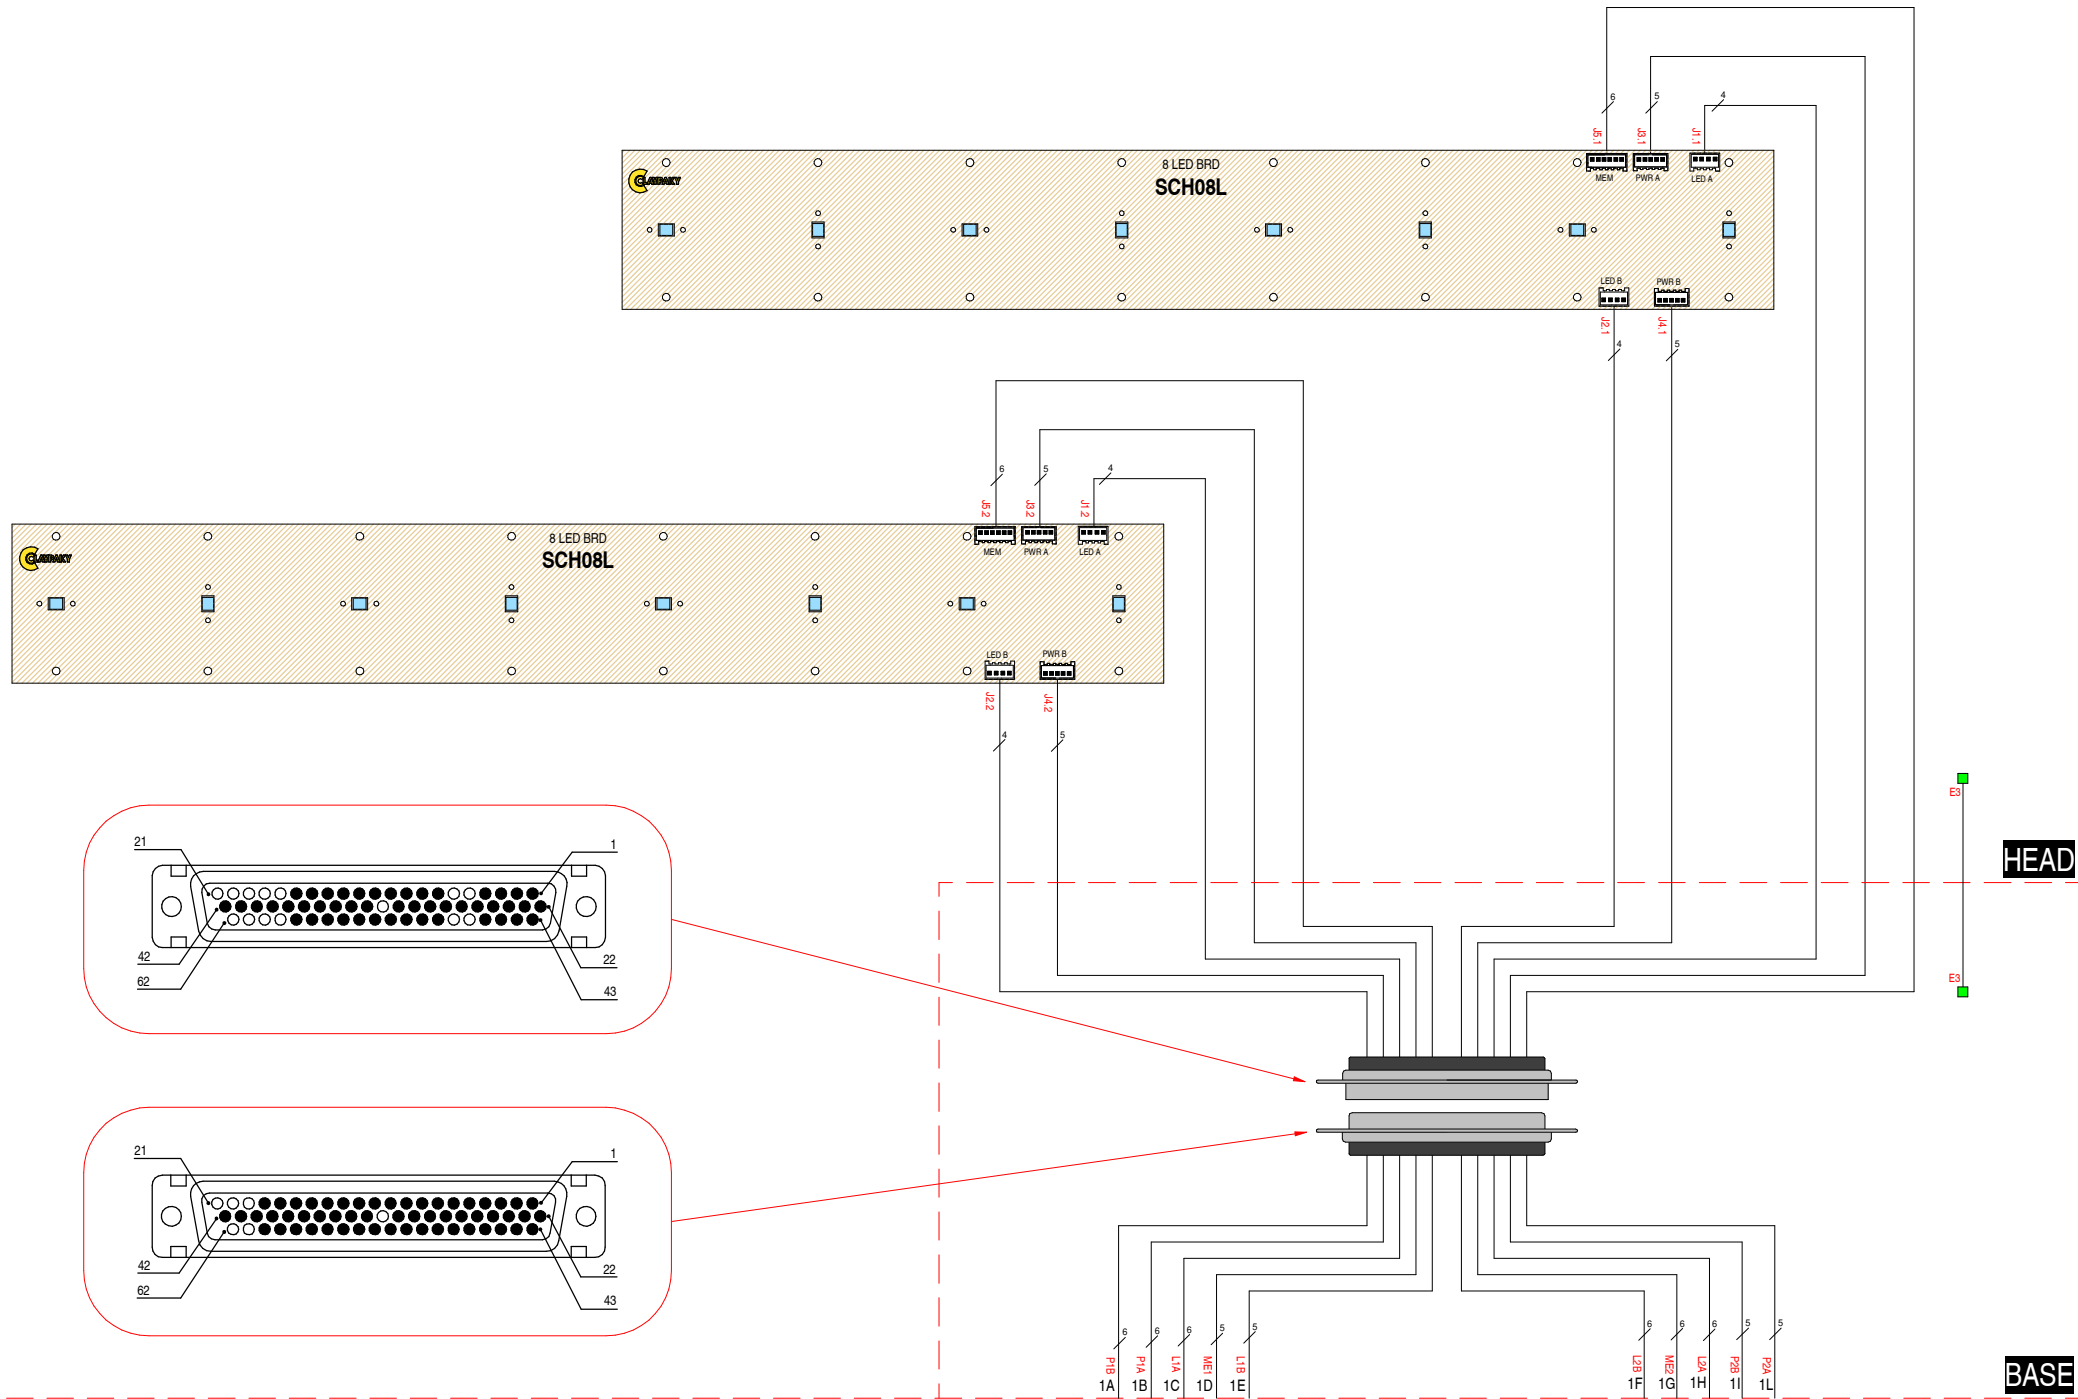 6
5
4
J5.1
J3.1
J1.1
8 LED BRD
SCH08L
CLAYPAKY
MEM
PWR A
LED A
LED B
PWR B
J2.1
J4.1
4
5
6
5
4
J5.2
J3.2
J1.2
8 LED BRD
SCH08L
CLAYPAKY
MEM
PWR A
LED A
LED B
PWR B
J2.2
J4.2
4
5
E3
HEAD
E3
21
1
42
22
62
43
21
1
42
22
62
43
6
6
6
5
5
6
6
6
5
5
P1B
P1A
L1A
ME1
L1B
L2B
ME2
L2A
P2B
P2A
1A
1B
1C
1D
1E
1F
1G
1H
1I
1L
BASE